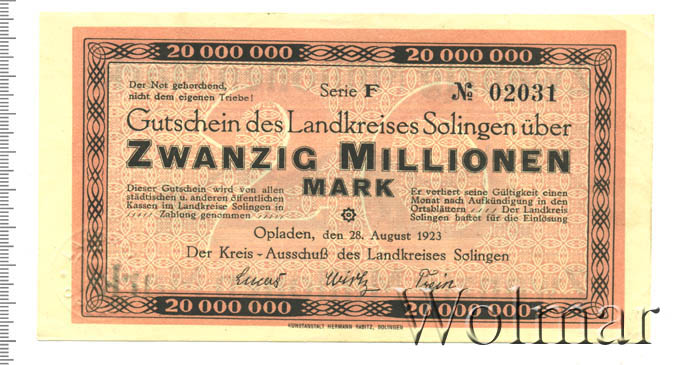 20 000 000 20 000 000
Der Not gehorchend,
nicht dem eigenen Triebe!
Serie F № 02031
Gutschein des Landkreises Solingen über
ZWANZIG MILLIONEN
MARK
Dieser Gutschein wird von allen
städtischen u. anderen öffentlichen
Kassen im Landkreise Solingen in
Zahlung genommen
Er verliert seine Gültigkeit einen
Monat nach Aufkündigung in den
Ortsblättern Der Landkreis
Solingen haftet für die Einlösung
Opladen, den 28. August 1923
Der Kreis-Ausschuß des Landkreises Solingen
Lucas Wirtz Trein
20 000 000 20 000 000
KUNSTANSTALT HERMANN RABITZ, SOLINGEN
Wolmar